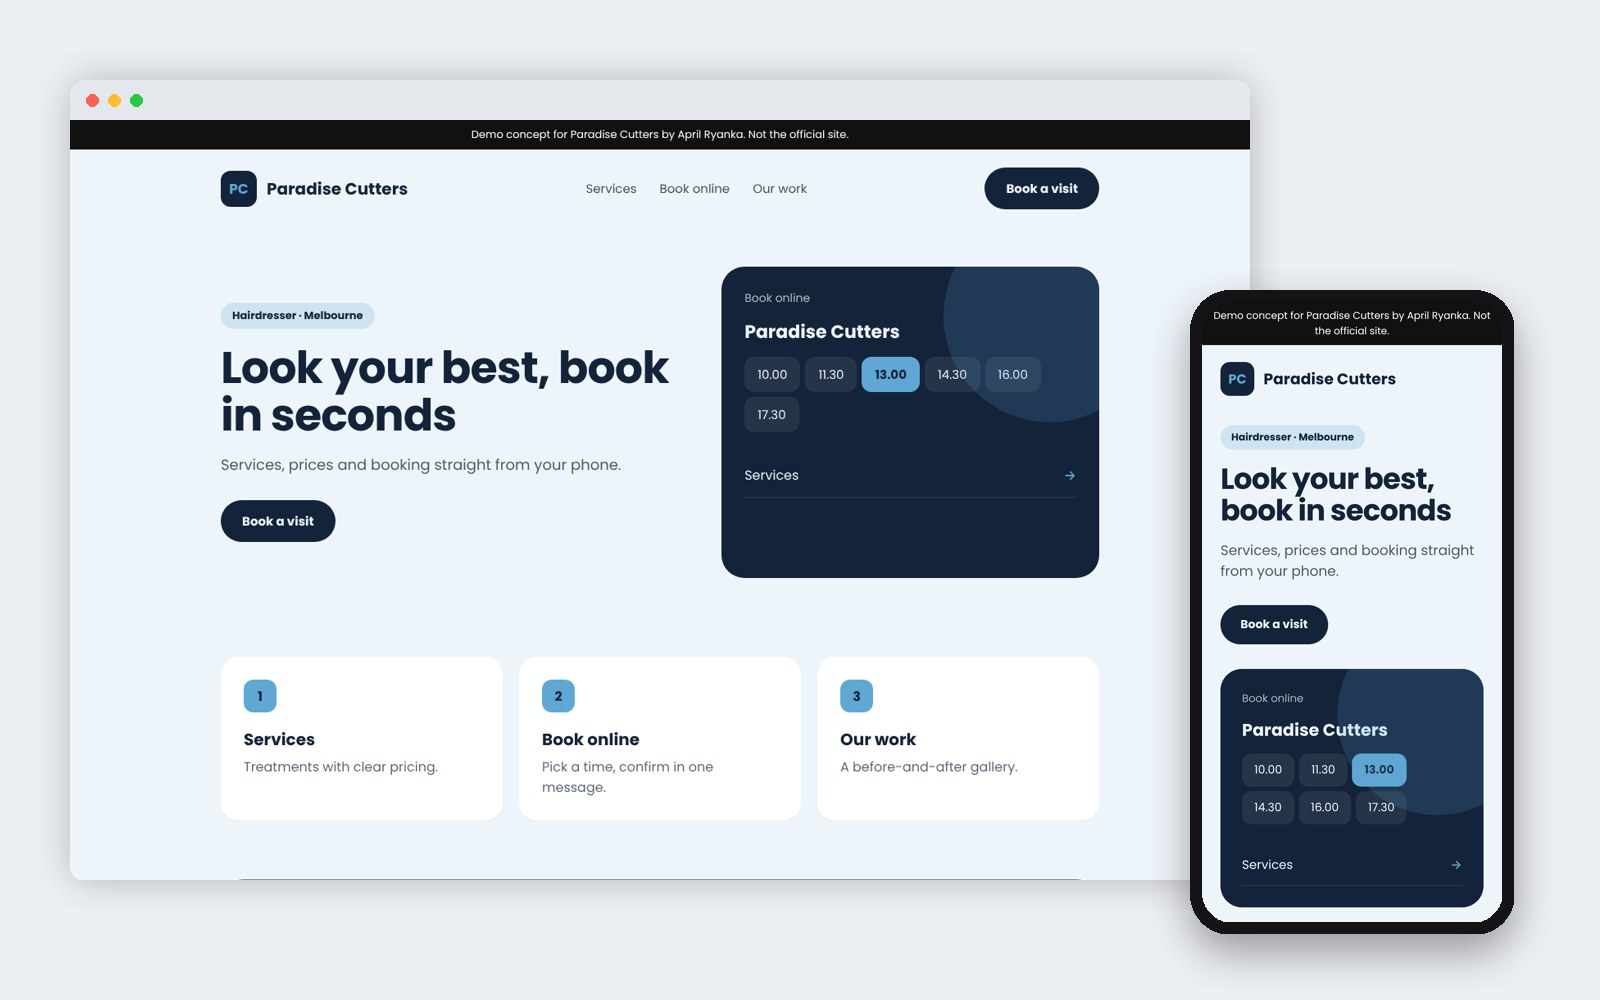 Demo concept for Paradise Cutters by April Ryanka. Not the official site.
PC Paradise Cutters
Services Book online Our work
Book a visit
Hairdresser · Melbourne
Look your best, book
in seconds
Services, prices and booking straight from your phone.
Book a visit
Book online
Paradise Cutters
10.00 11.30 13.00 14.30 16.00
17.30
Services →
1
Services
Treatments with clear pricing.
2
Book online
Pick a time, confirm in one
message.
3
Our work
A before-and-after gallery.
Demo concept for Paradise Cutters by April Ryanka. Not
the official site.
PC Paradise Cutters
Hairdresser · Melbourne
Look your best,
book in seconds
Services, prices and booking straight
from your phone.
Book a visit
Book online
Paradise Cutters
10.00 11.30 13.00
14.30 16.00 17.30
Services →